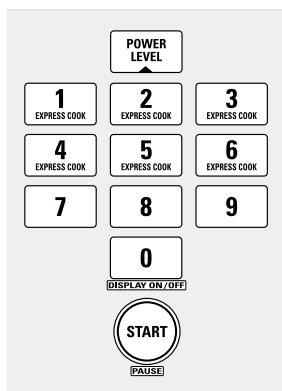 POWER
LEVEL
1 2 3
EXPRESS COOK EXPRESS COOK EXPRESS COOK
4 5 6
EXPRESS COOK EXPRESS COOK EXPRESS COOK
7 8 9
0
DISPLAY ON/OFF
START
PAUSE